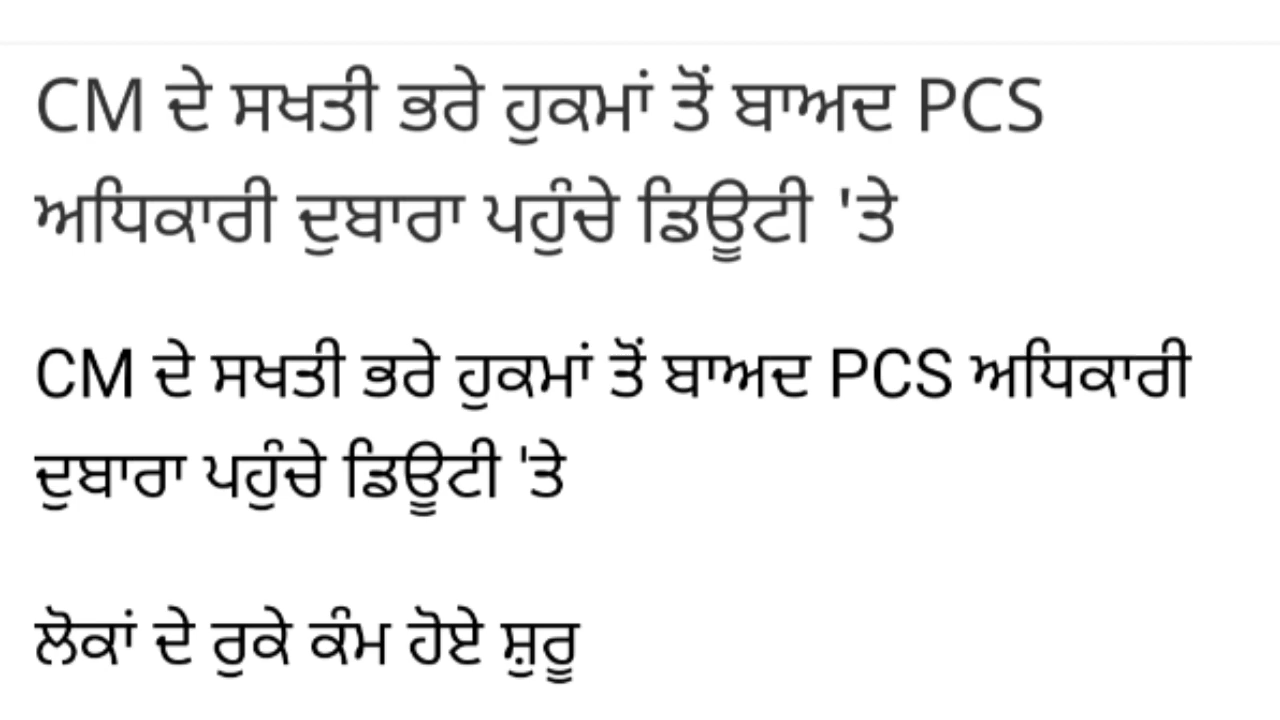 CM ਦੇ ਸਖਤੀ ਭਰੇ ਹੁਕਮਾਂ ਤੋਂ ਬਾਅਦ PCS
ਅਧਿਕਾਰੀ ਦੁਬਾਰਾ ਪਹੁੰਚੇ ਡਿਊਟੀ 'ਤੇ
CM ਦੇ ਸਖਤੀ ਭਰੇ ਹੁਕਮਾਂ ਤੋਂ ਬਾਅਦ PCS ਅਧਿਕਾਰੀ
ਦੁਬਾਰਾ ਪਹੁੰਚੇ ਡਿਊਟੀ 'ਤੇ
ਲੋਕਾਂ ਦੇ ਰੁਕੇ ਕੰਮ ਹੋਏ ਸ਼ੁਰੂ